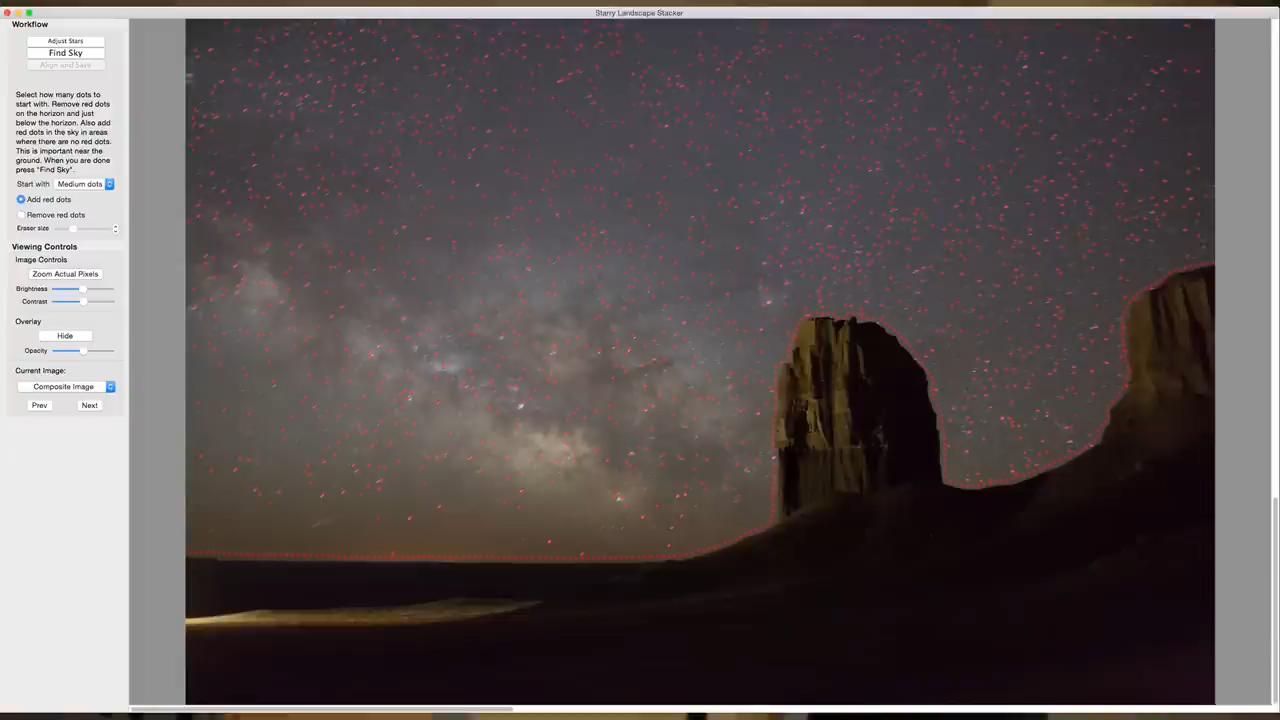 Starry Landscape Stacker
Workflow
Adjust Stars
Find Sky
Align and Save
Select how many dots to
start with. Remove red dots
on the horizon and just
below the horizon. Also add
red dots in the sky in areas
where there are no red dots.
This is important near the
ground. When you are done
press "Find Sky".
Start with Medium dots
Add red dots
Remove red dots
Eraser size
Viewing Controls
Image Controls
Zoom Actual Pixels
Brightness
Contrast
Overlay
Hide
Opacity
Current Image:
Composite Image
Prev Next